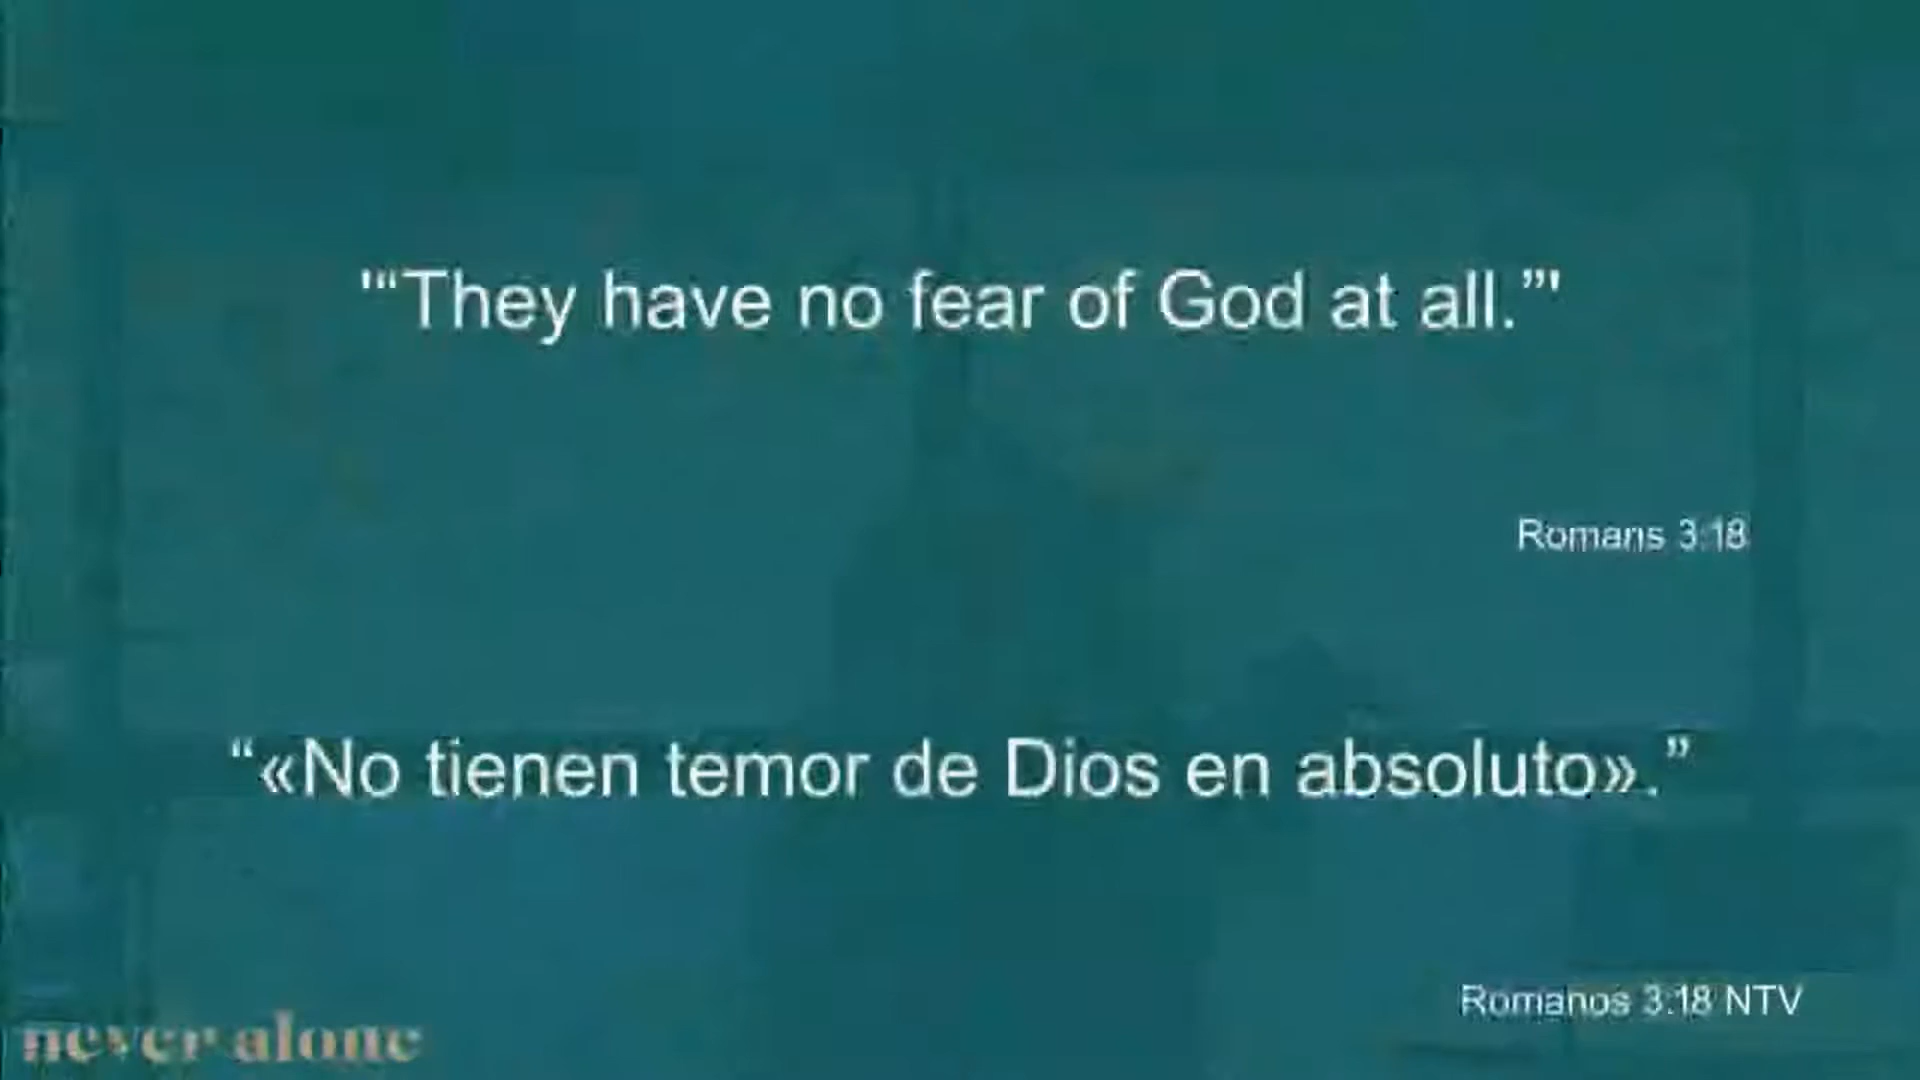 '“They have no fear of God at all.”'
Romans 3:18
“«No tienen temor de Dios en absoluto».”
Romanos 3:18 NTV
never alone